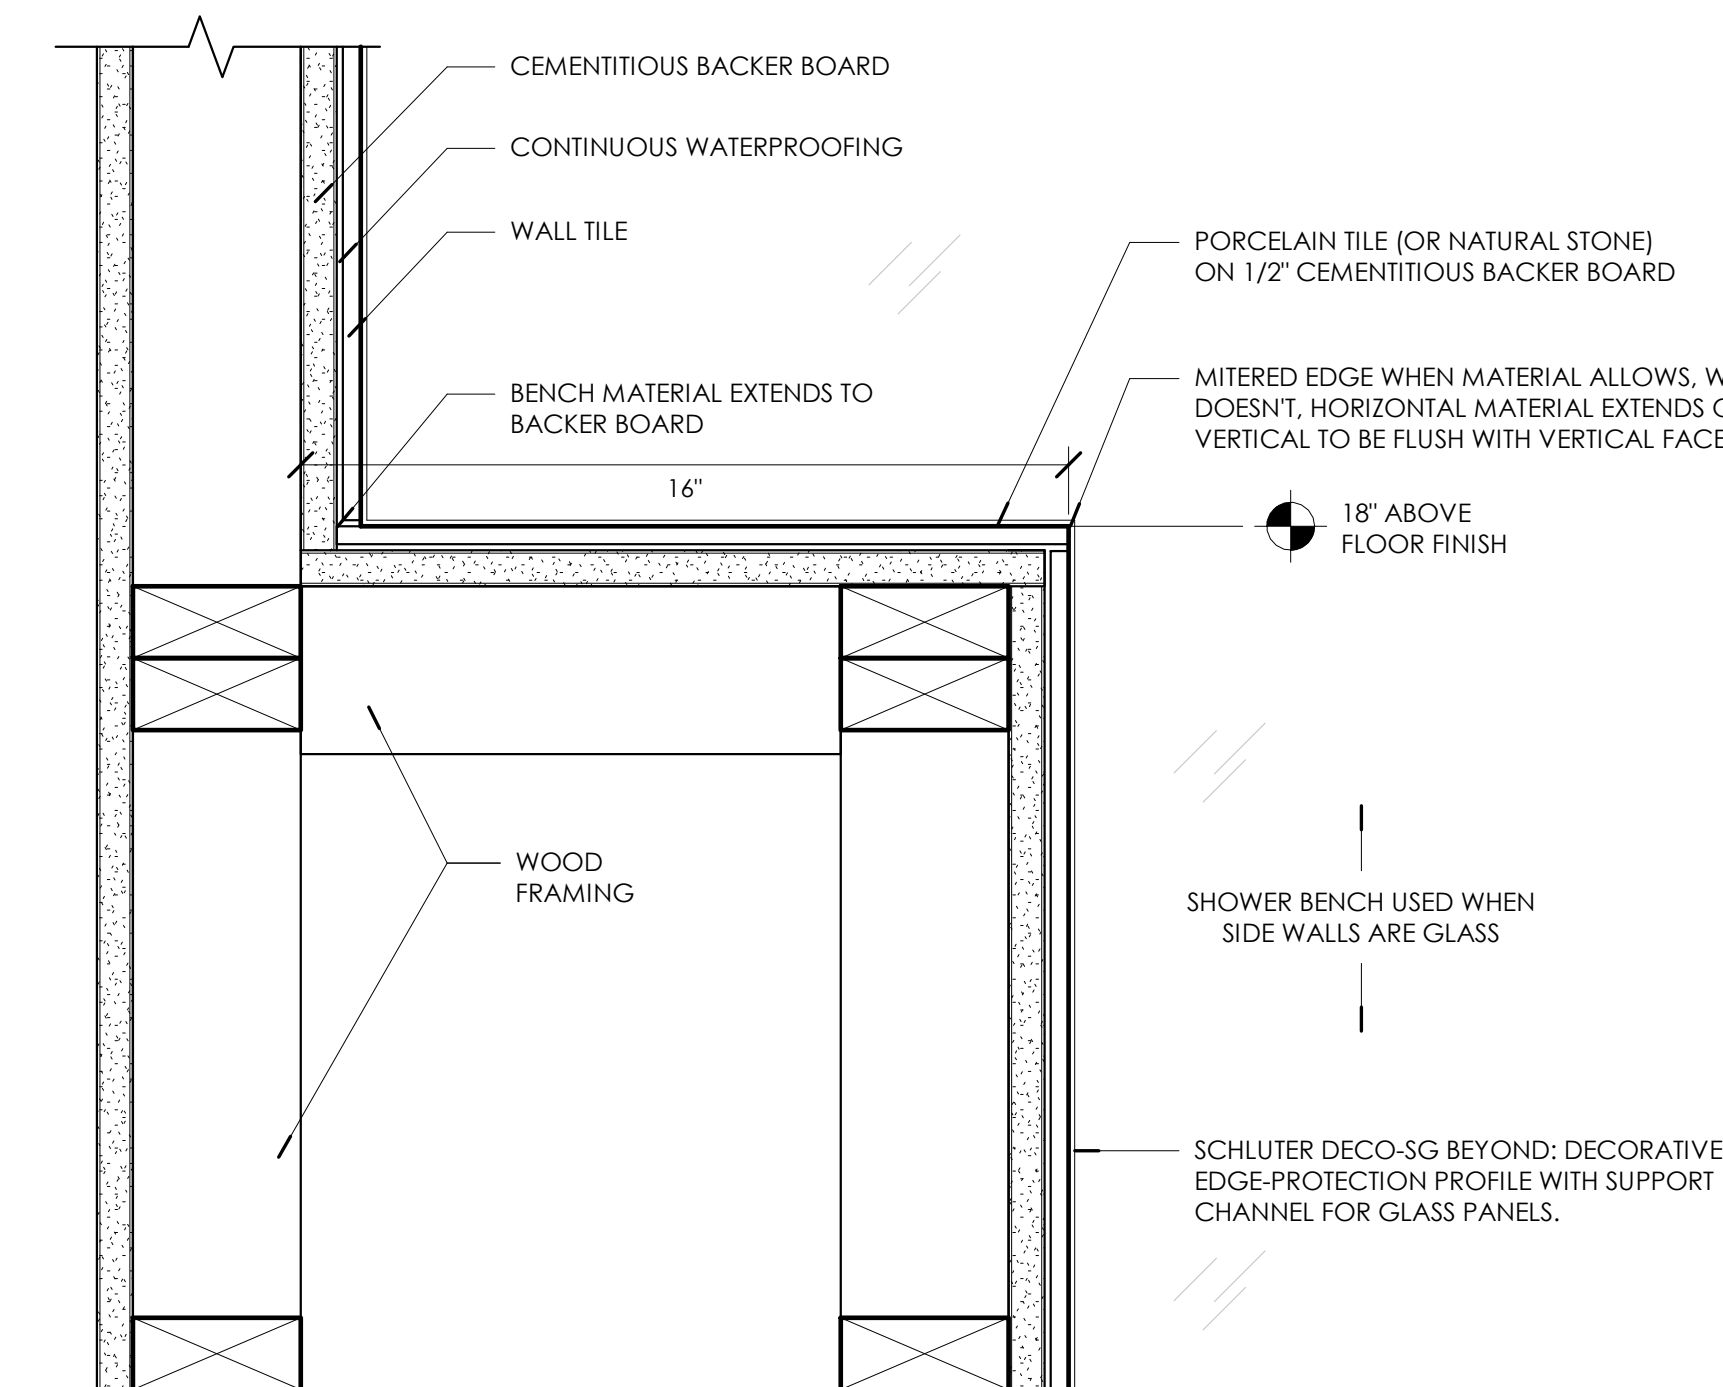 CEMENTITIOUS BACKER BOARD
CONTINUOUS WATERPROOFING
WALL TILE
BENCH MATERIAL EXTENDS TO
BACKER BOARD
16"
PORCELAIN TILE (OR NATURAL STONE)
ON 1/2" CEMENTITIOUS BACKER BOARD
MITERED EDGE WHEN MATERIAL ALLOWS,
DOESN'T, HORIZONTAL MATERIAL EXTENDS
VERTICAL TO BE FLUSH WITH VERTICAL FACE
18" ABOVE
FLOOR FINISH
WOOD
FRAMING
SHOWER BENCH USED WHEN
SIDE WALLS ARE GLASS
SCHLUTER DECO-SG BEYOND: DECORATIVE
EDGE-PROTECTION PROFILE WITH SUPPORT
CHANNEL FOR GLASS PANELS.